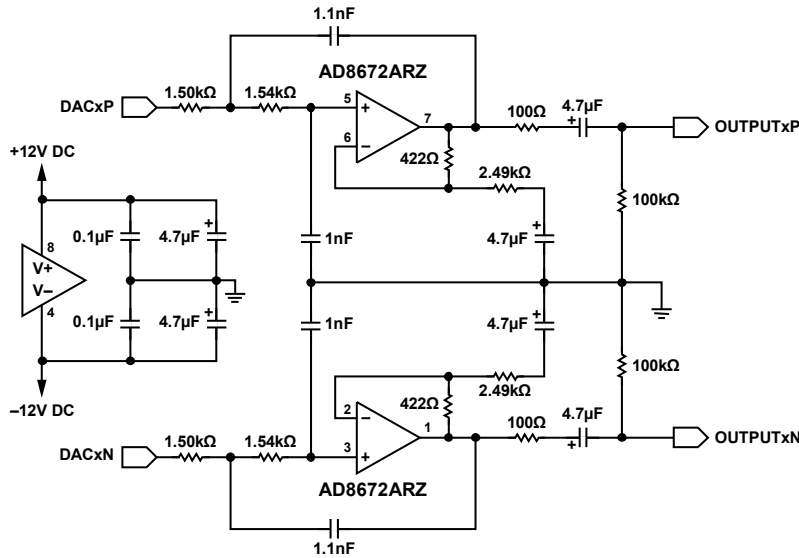 1.1nF
AD8672ARZ
DACxP
1.50kΩ
1.54kΩ
5
+
7
6
−
100Ω
4.7µF
+
OUTPUTxP
422Ω
2.49kΩ
100kΩ
+12V DC
8
V+
V−
4
0.1µF
4.7µF
+
0.1µF
4.7µF
+
−12V DC
1nF
4.7µF
+
1nF
4.7µF
+
100kΩ
2.49kΩ
422Ω
2
−
3
+
1
100Ω
4.7µF
+
OUTPUTxN
DACxN
1.50kΩ
1.54kΩ
AD8672ARZ
1.1nF